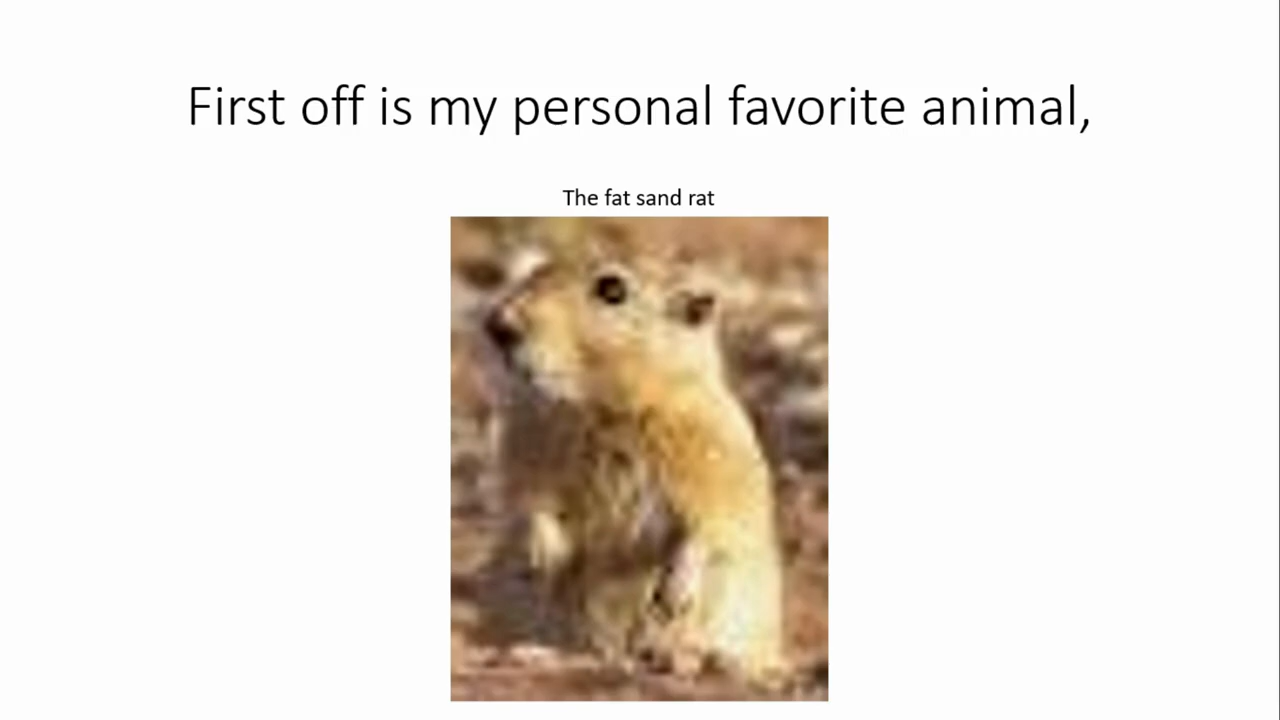 First off is my personal favorite animal,
The fat sand rat